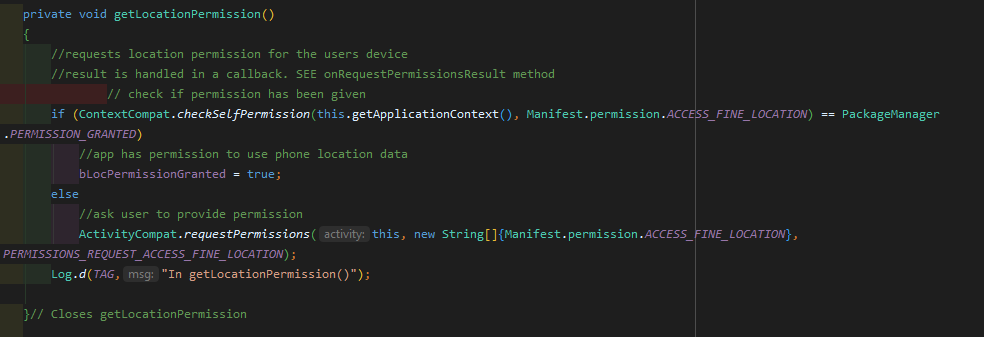 private void getLocationPermission()
{
//requests location permission for the users device
//result is handled in a callback. SEE onRequestPermissionsResult method
// check if permission has been given
if (ContextCompat.checkSelfPermission(this.getApplicationContext(), Manifest.permission.ACCESS_FINE_LOCATION) == PackageManager
.PERMISSION_GRANTED)
//app has permission to use phone location data
bLocPermissionGranted = true;
else
//ask user to provide permission
ActivityCompat.requestPermissions( activity: this, new String[]{Manifest.permission.ACCESS_FINE_LOCATION},
PERMISSIONS_REQUEST_ACCESS_FINE_LOCATION);
Log.d(TAG, msg: "In getLocationPermission()");
}// Closes getLocationPermission